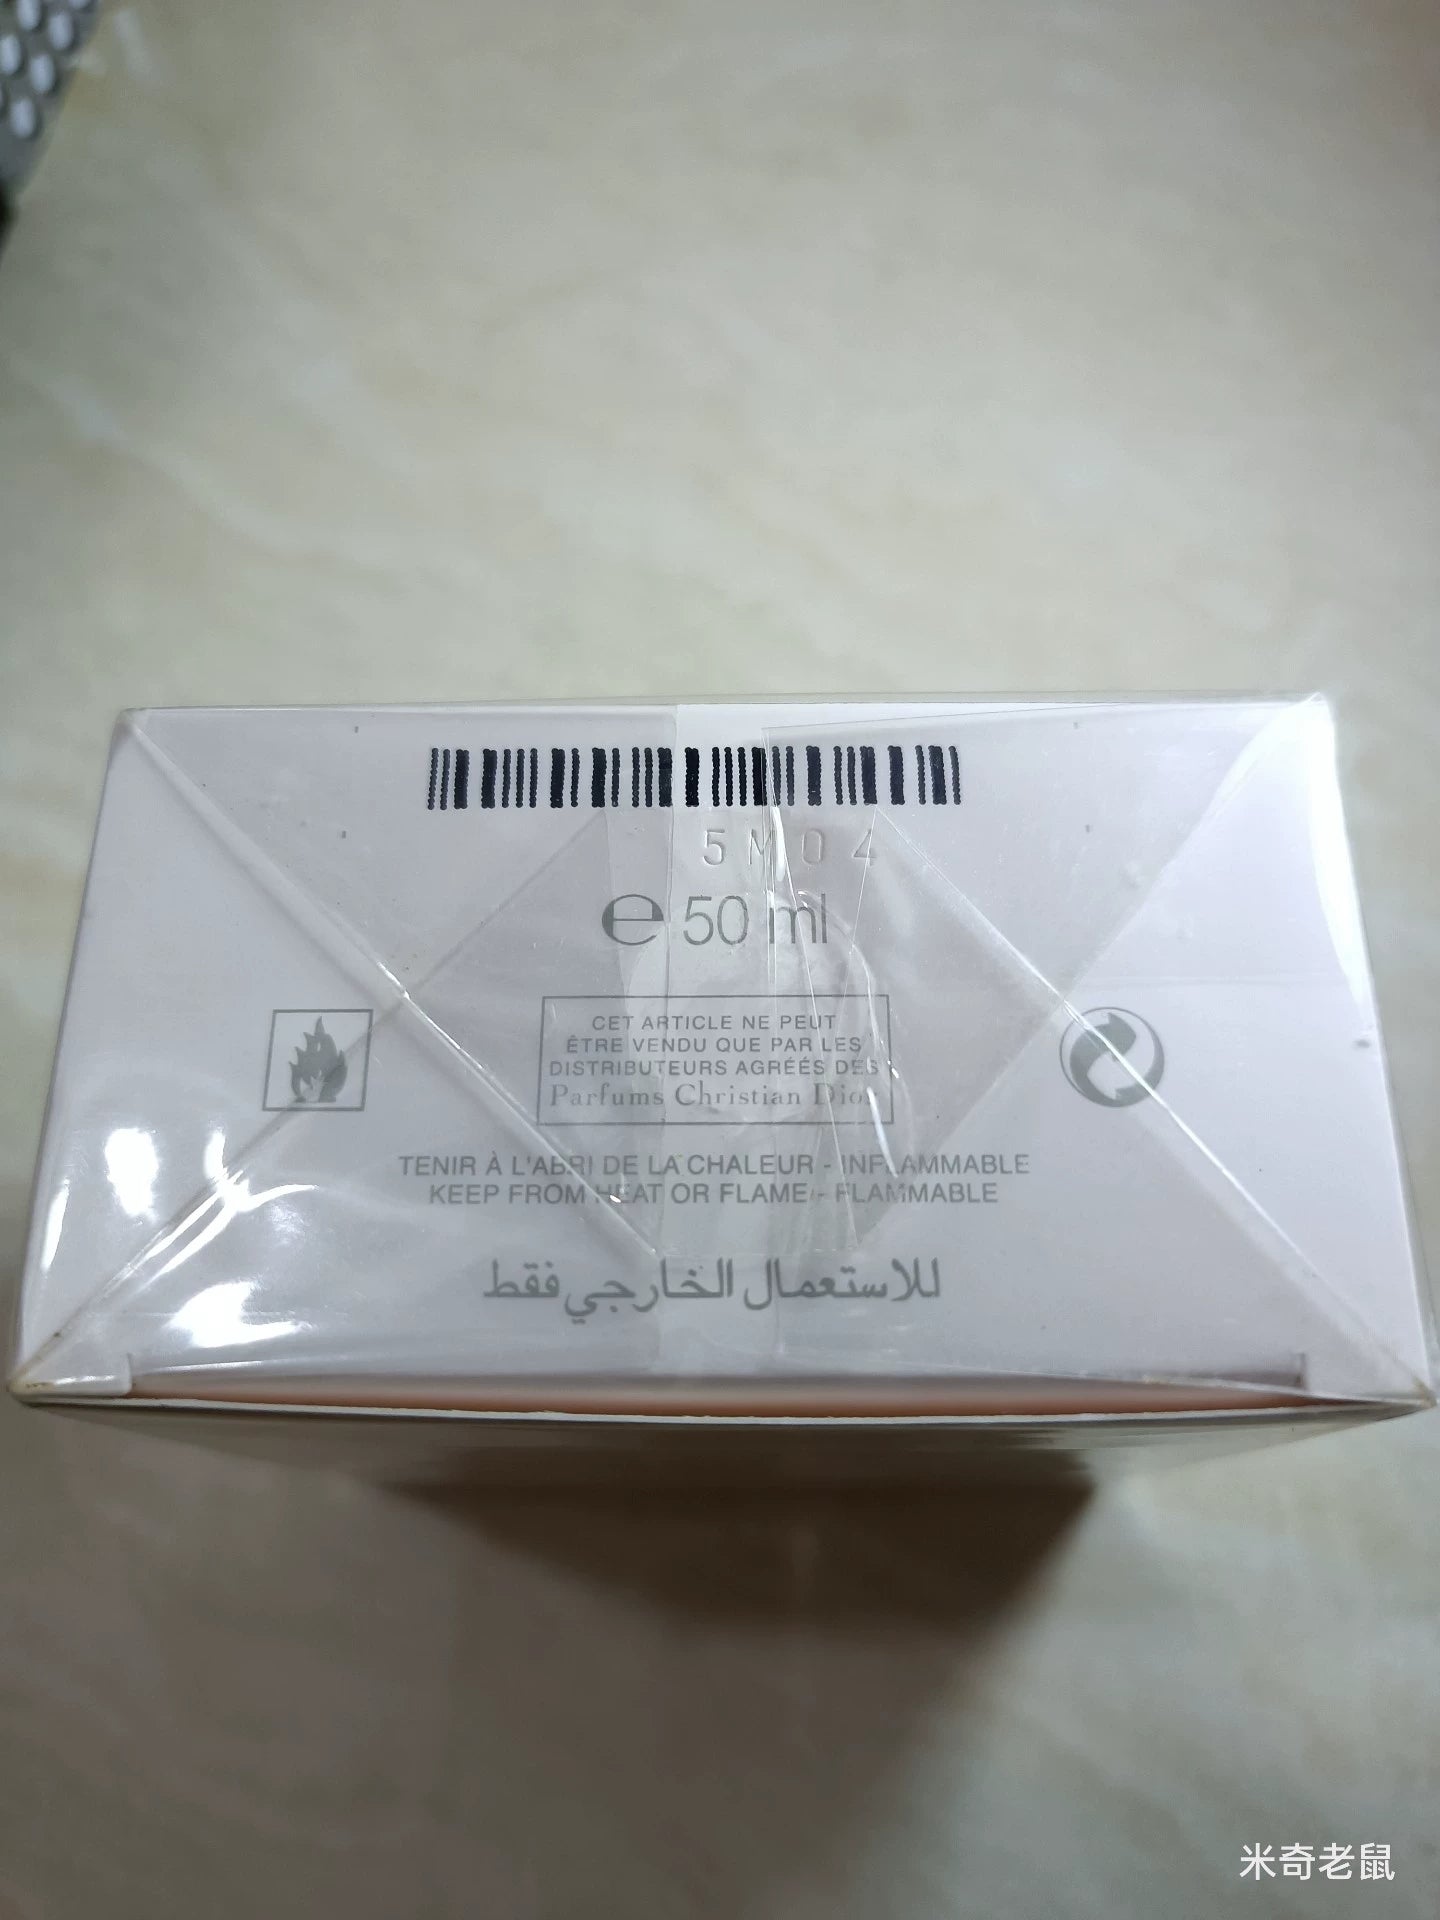 5M04
e 50 ml
CET ARTICLE NE PEUT
ÊTRE VENDU QUE PAR LES
DISTRIBUTEURS AGRÉÉS DES
Parfums Christian Dior
TENIR À L'ABRI DE LA CHALEUR - INFLAMMABLE
KEEP FROM HEAT OR FLAME - FLAMMABLE
للاستعمال الخارجي فقط
米奇老鼠